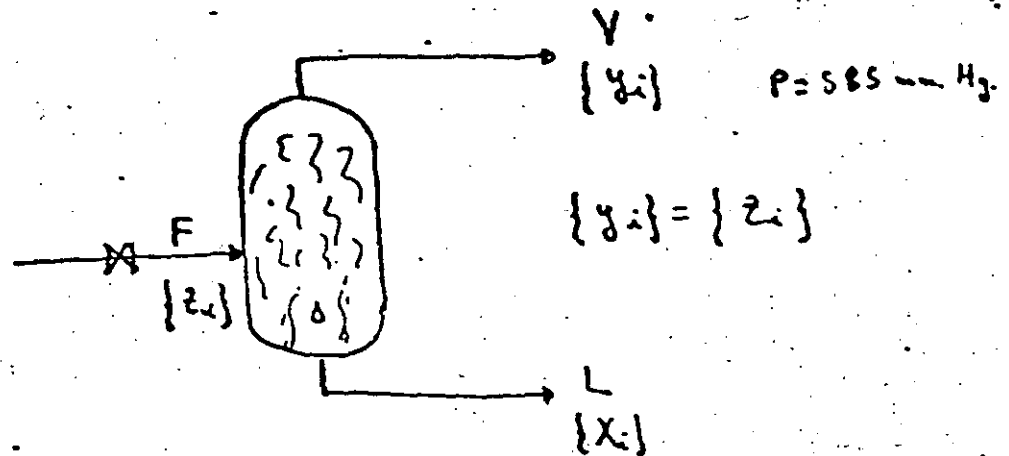 V
{yi}
P=585 mm Hg.
{yi}={zi}
F
{zi}
L
{Xi}